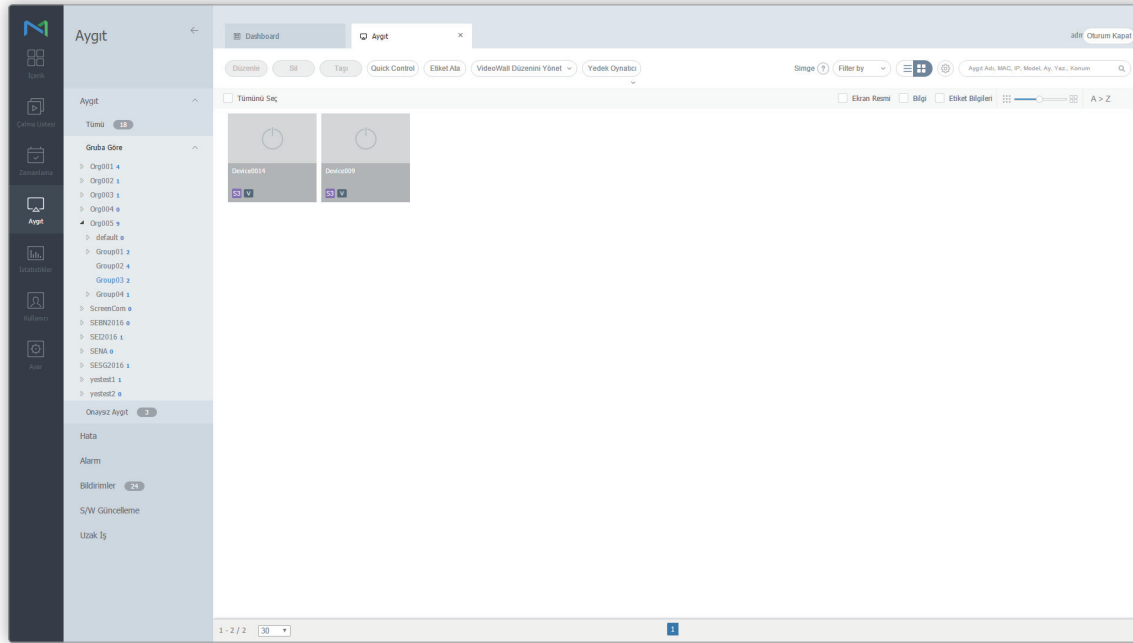 İçerik
Çalma Listesi
Zamanlama
Aygıt
İstatistikler
Kullanıcı
Ayar
Aygıt
Aygıt
Tümü 18
Gruba Göre
Org001 4
Org002 1
Org003 1
Org004 0
Org005 9
default 0
Group01 2
Group02 4
Group03 2
Group04 1
ScreenCom 0
SEBN2016 0
SEI2016 1
SENA 0
SESG2016 1
yestest1 1
yestest2 0
Onaysız Aygıt 3
Hata
Alarm
Bildirimler 24
S/W Güncelleme
Uzak İş
Dashboard Aygıt × adm Oturum Kapat
Düzenle Sil Taşı Quick Control Etiket Ata VideoWall Düzenini Yönet Yedek Oynatıcı Simge ? Filter by Aygıt Adı, MAC, IP, Model, Ay. Yaz., Konum
Tümünü Seç Ekran Resmi Bilgi Etiket Bilgileri A > Z
Device0014 Device009
S3 V S3 V
1 - 2 / 2 30 1